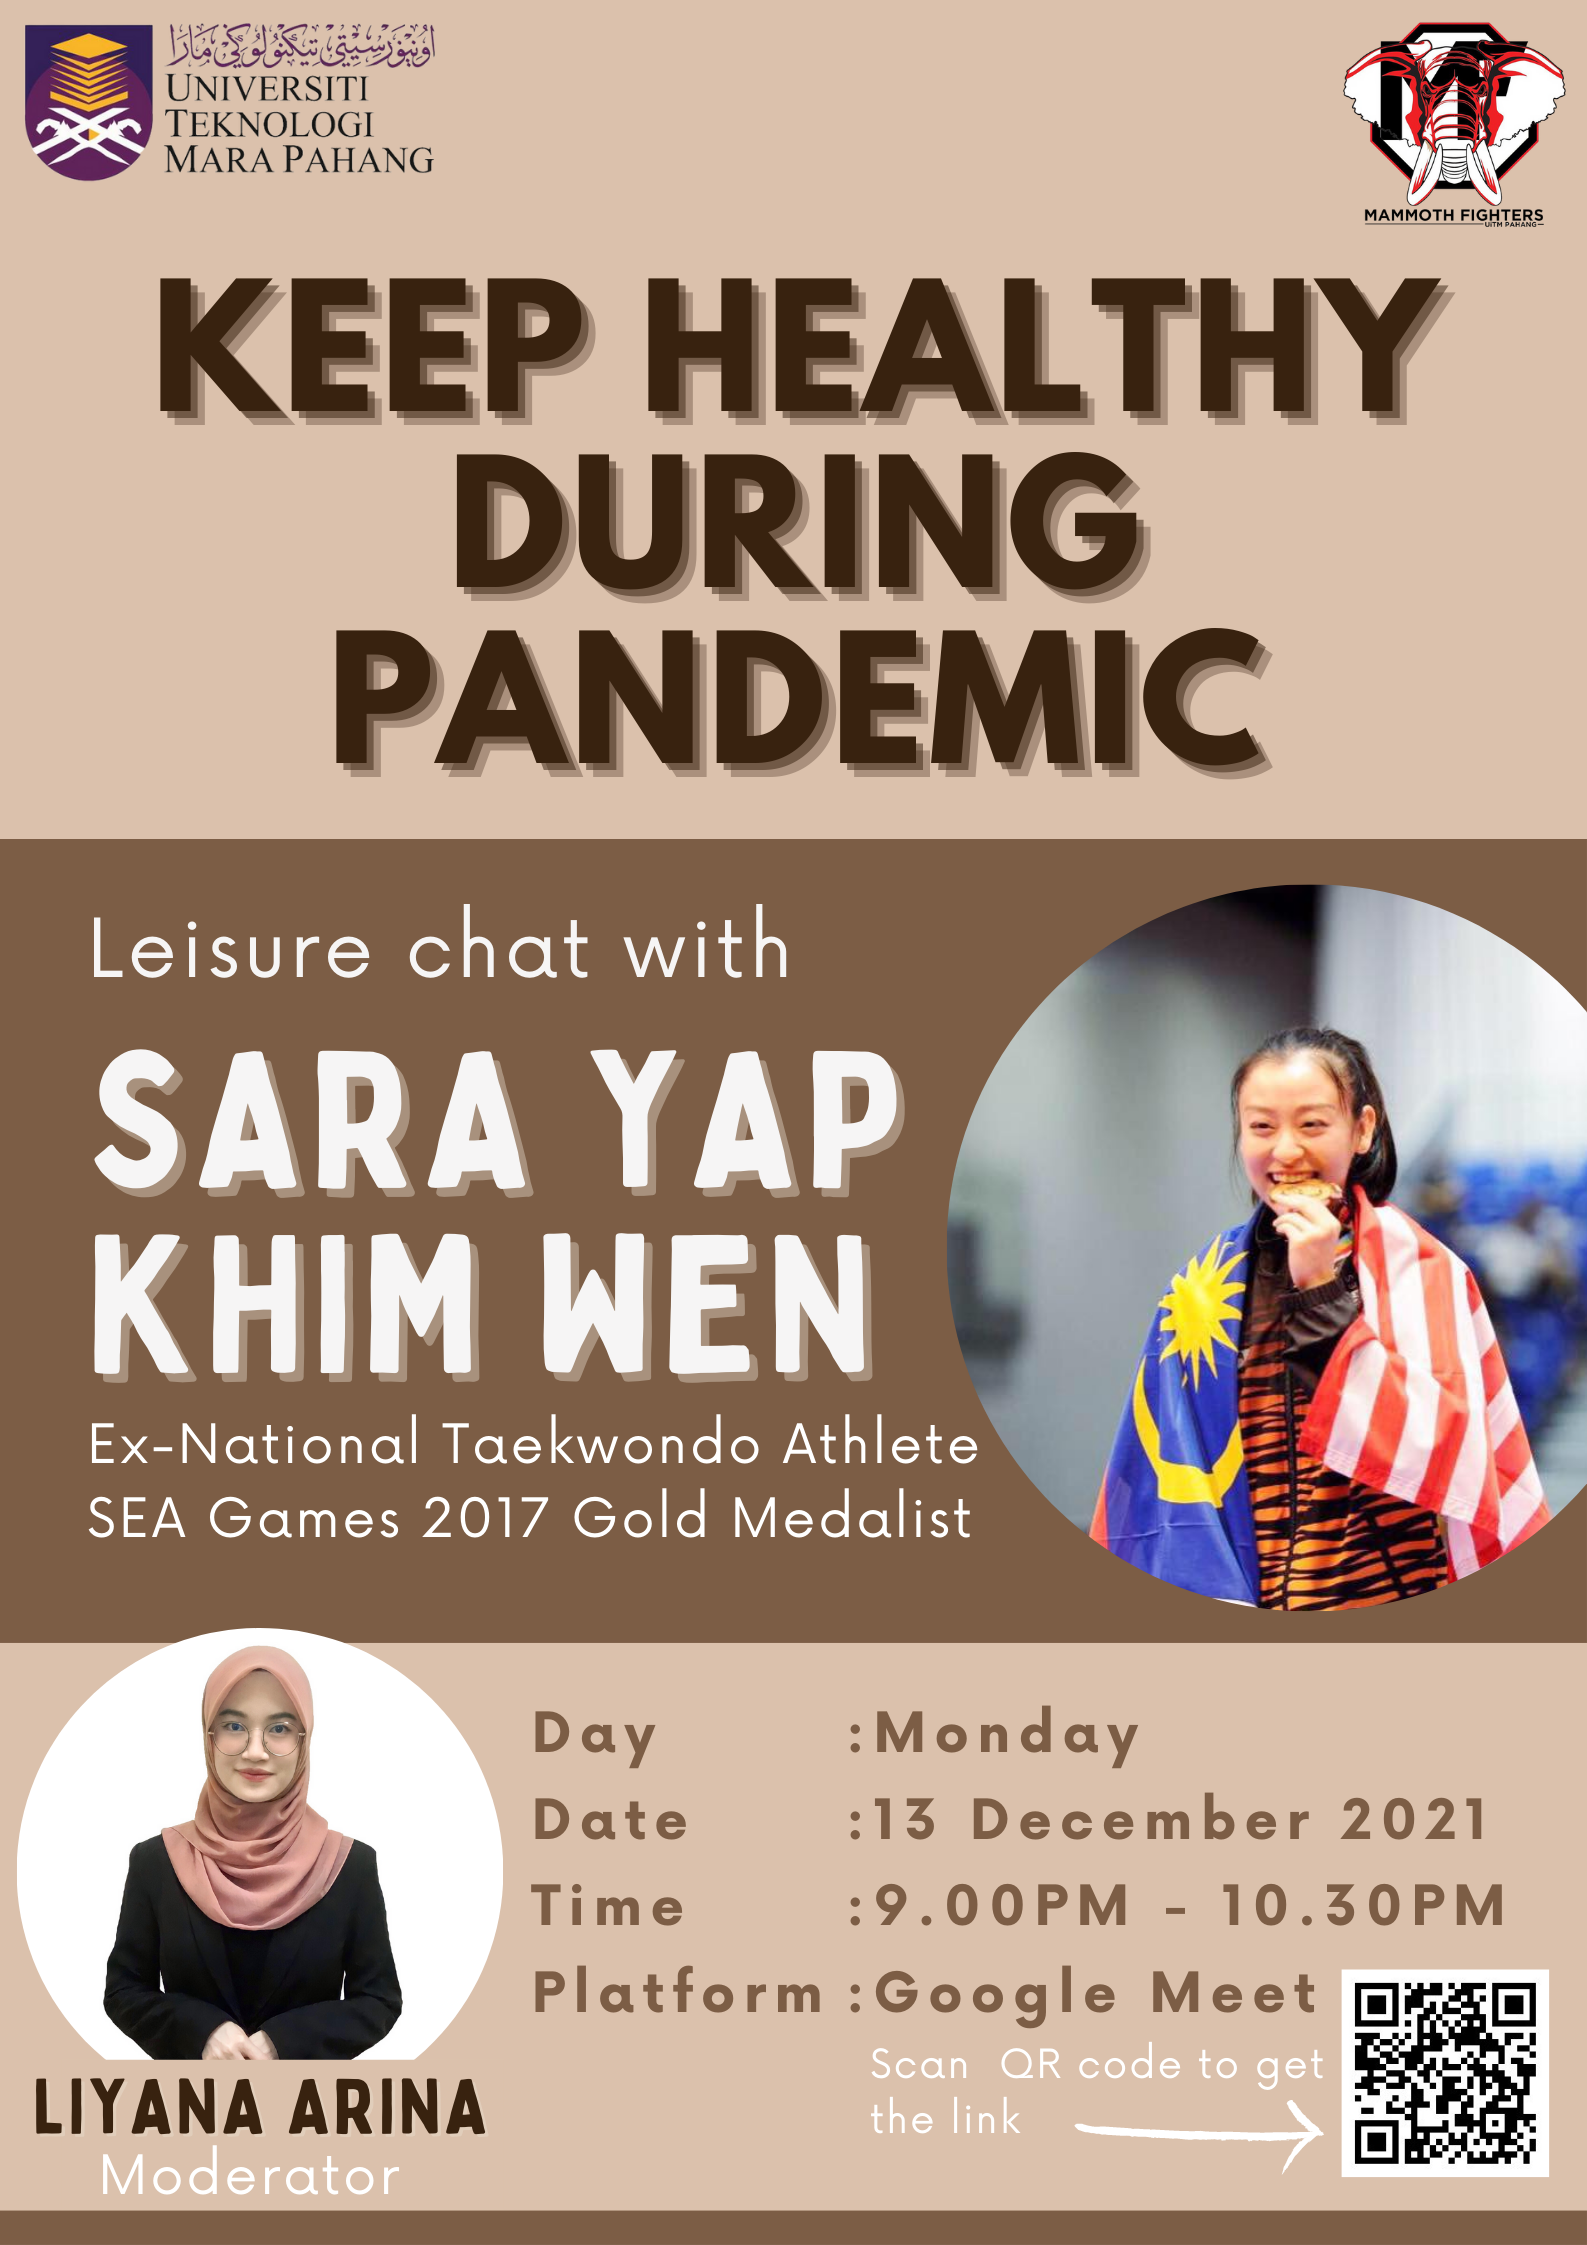 اونيۏرسيتي تيکنولوݢي مارا
UNIVERSITI
TEKNOLOGI
MARA PAHANG
MAMMOTH FIGHTERS
UiTM PAHANG
KEEP HEALTHY
DURING
PANDEMIC
Leisure chat with
SARA YAP
KHIM WEN
Ex-National Taekwondo Athlete
SEA Games 2017 Gold Medalist
Day :Monday
Date :13 December 2021
Time :9.00PM - 10.30PM
Platform :Google Meet
Scan QR code to get
the link
LIYANA ARINA
Moderator